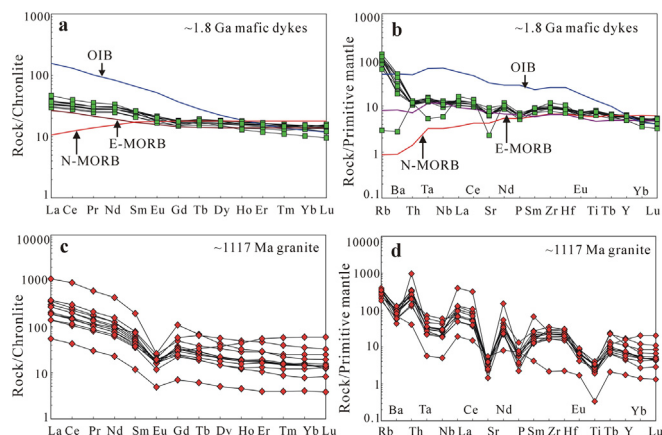 a ~1.8 Ga mafic dykes
OIB
N-MORB E-MORB
Rock/Chronlite
100
10
1
La Ce Pr Nd Sm Eu Gd Tb Dy Ho Er Tm Yb Lu
b ~1.8 Ga mafic dykes
OIB
N-MORB E-MORB
Rock/Primitive mantle
1000
100
10
1
0.1
Ba Ta Nb La Ce Nd Sm Zr Hf Eu Yb
Rb Th Sr P Ti Tb Y Lu
c ~1117 Ma granite
Rock/Chronlite
10000
1000
100
10
1
La Ce Pr Nd Sm Eu Gd Tb Dy Ho Er Tm Yb Lu
d ~1117 Ma granite
Rock/Primitive mantle
10000
1000
100
10
1
0.1
Ba Ta Ce Nd Eu Yb
Rb Th Nb La Sr P Sm Zr Hf Ti Tb Y Lu